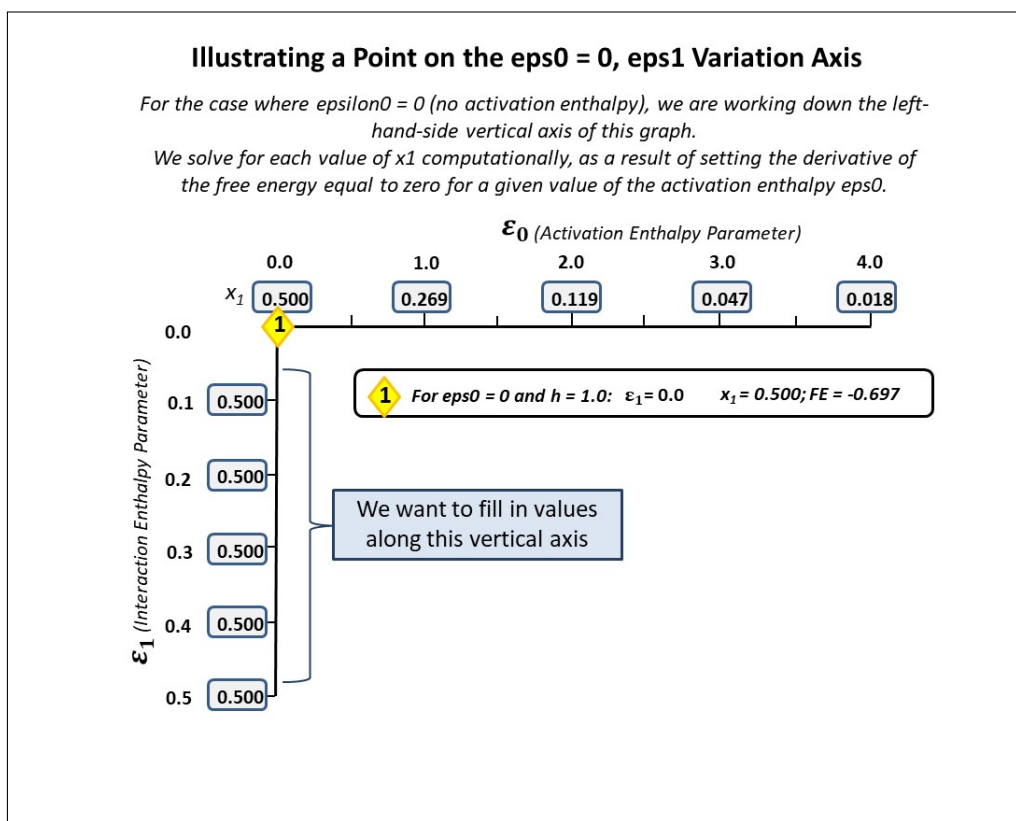 Illustrating a Point on the eps0 = 0, eps1 Variation Axis
For the case where epsilon0 = 0 (no activation enthalpy), we are working down the left-
hand-side vertical axis of this graph.
We solve for each value of x1 computationally, as a result of setting the derivative of
the free energy equal to zero for a given value of the activation enthalpy eps0.
ε0 (Activation Enthalpy Parameter)
0.0 1.0 2.0 3.0 4.0
x1 0.500 0.269 0.119 0.047 0.018
0.0 1
ε1 (Interaction Enthalpy Parameter)
0.1 0.500
1 For eps0 = 0 and h = 1.0: ε1 = 0.0 x1 = 0.500; FE = -0.697
0.2 0.500
We want to fill in values
along this vertical axis
0.3 0.500
0.4 0.500
0.5 0.500